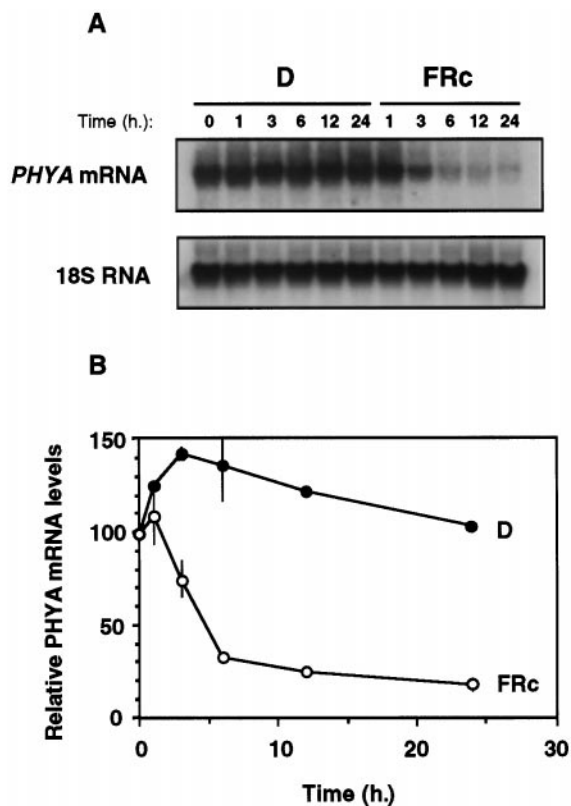 A
D FRc
Time (h.): 0 1 3 6 12 24 1 3 6 12 24
PHYA mRNA
18S RNA
B
150
100
50
0
Relative PHYA mRNA levels
D
FRc
0 10 20 30
Time (h.)